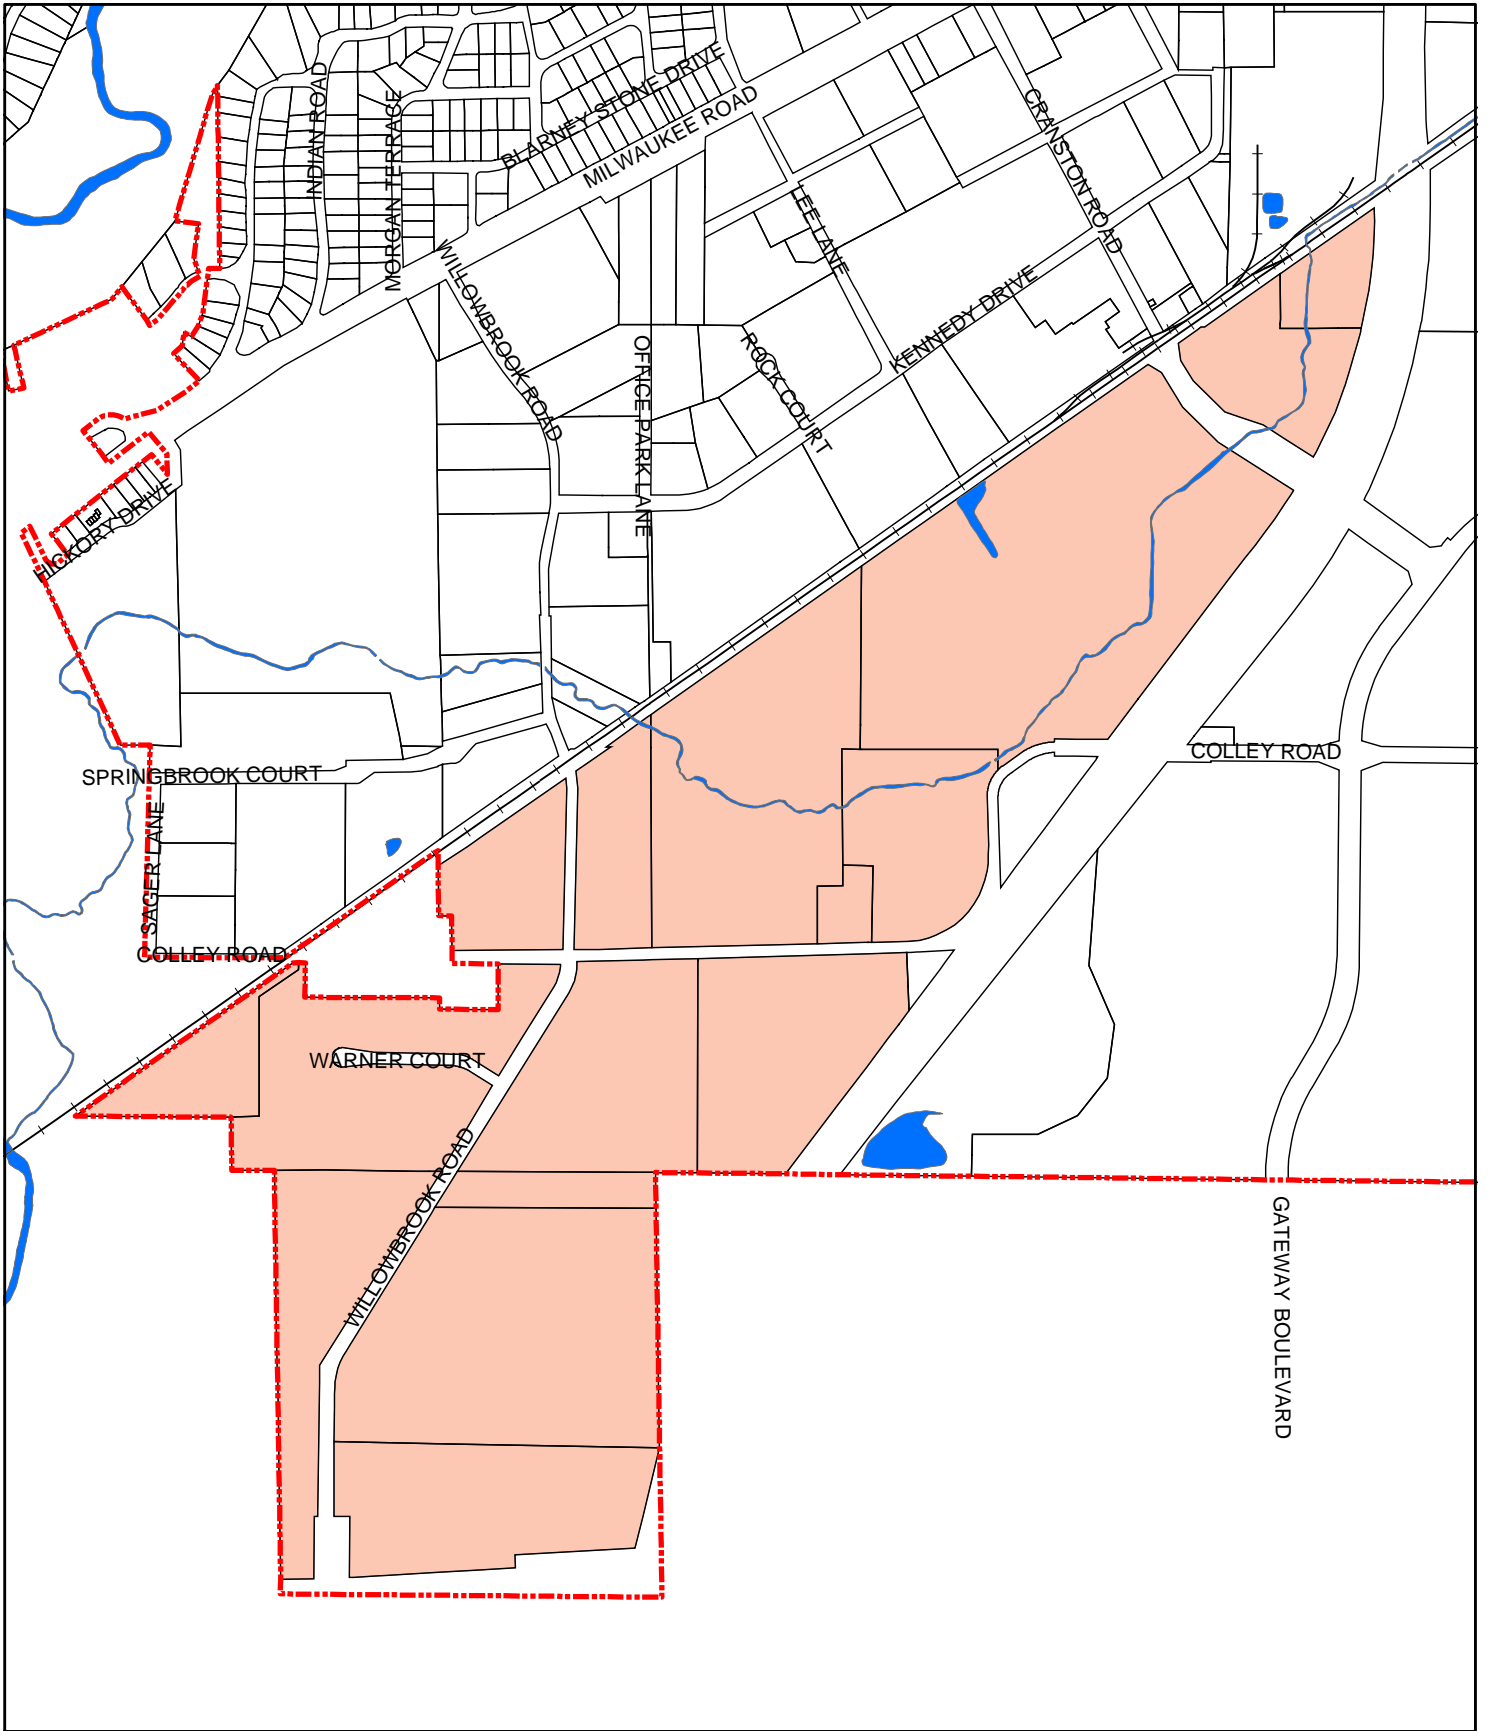 INDIAN ROAD
MORGAN TERRACE
BLARNEY STONE DRIVE
MILWAUKEE ROAD
CRANSTON ROAD
LEE LANE
WILLOWBROOK ROAD
KENNEDY DRIVE
OFFICE PARK LANE
ROCK COURT
HICKORY DRIVE
SPRINGBROOK COURT
COLLEY ROAD
SAGER LANE
COLLEY ROAD
WARNER COURT
WILLOWBROOK ROAD
GATEWAY BOULEVARD